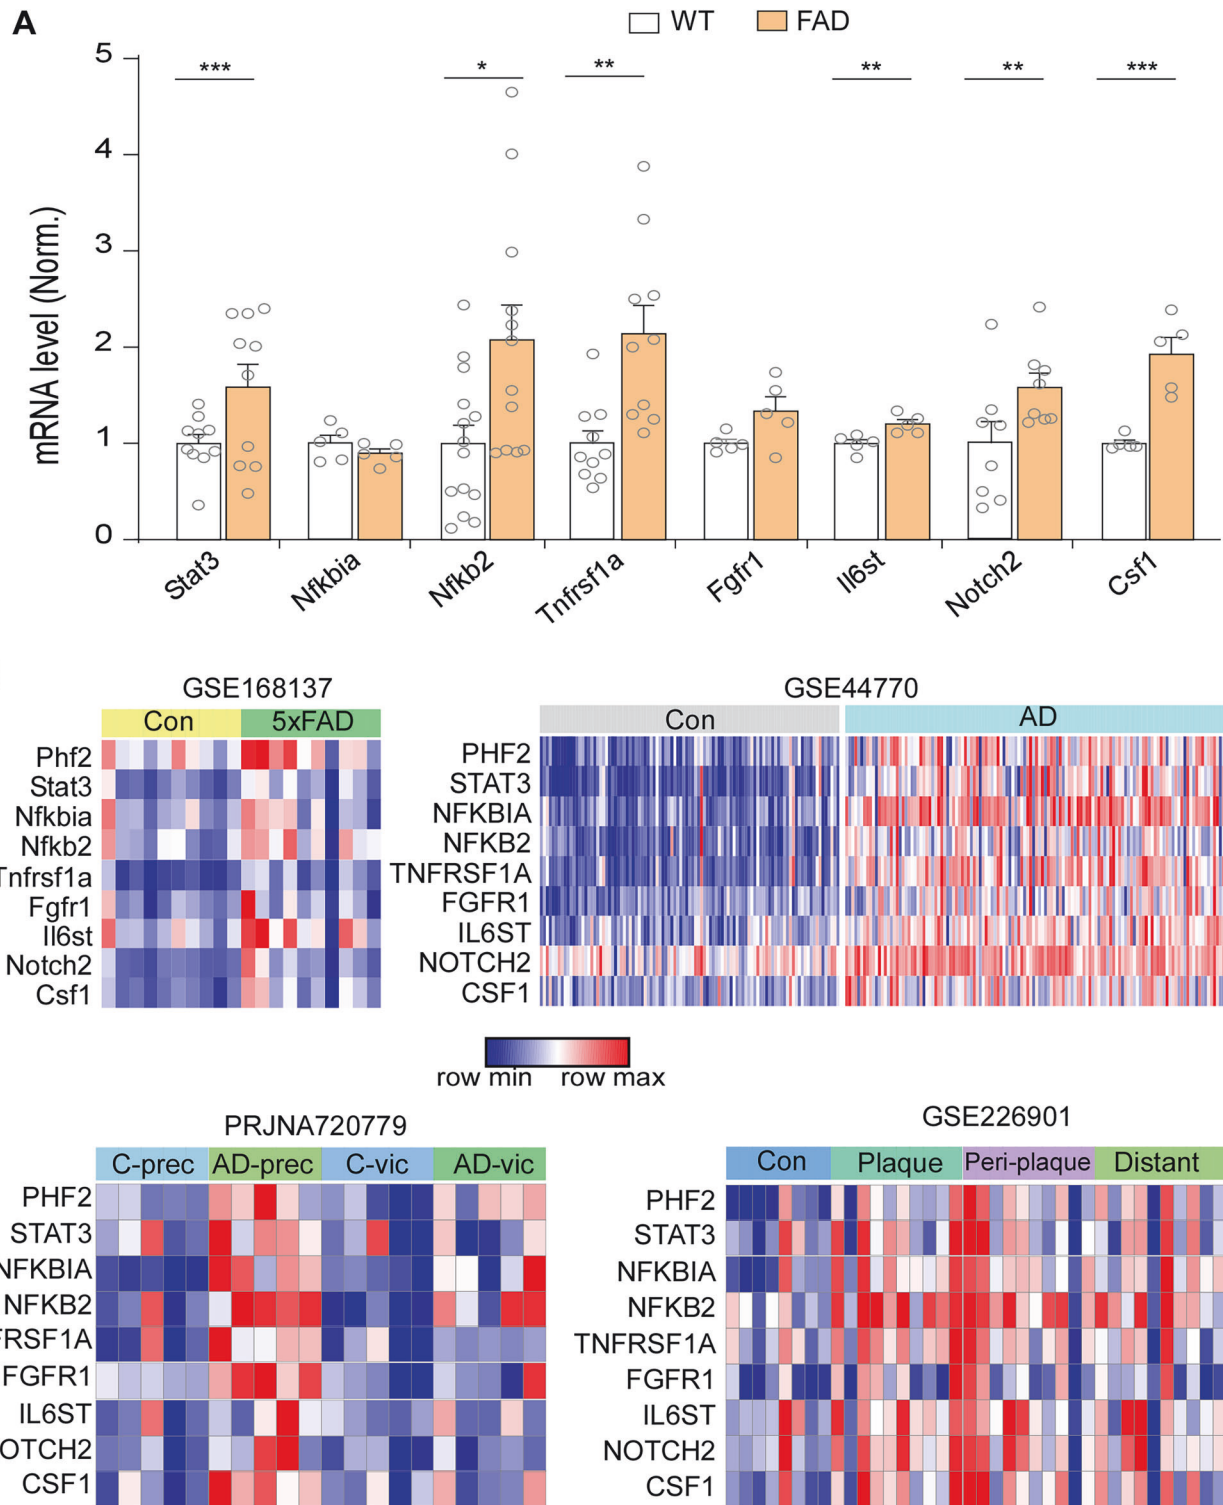 A
WT FAD
*** * ** ** ** ***
5
4
3
2
1
0
mRNA level (Norm.)
Stat3 Nfkbia Nfkb2 Tnfrsf1a Fgfr1 Il6st Notch2 Csf1
GSE168137
Con 5xFAD
Phf2
Stat3
Nfkbia
Nfkb2
Tnfrsf1a
Fgfr1
Il6st
Notch2
Csf1
GSE44770
Con AD
PHF2
STAT3
NFKBIA
NFKB2
TNFRSF1A
FGFR1
IL6ST
NOTCH2
CSF1
row min row max
PRJNA720779
C-prec AD-prec C-vic AD-vic
PHF2
STAT3
NFKBIA
NFKB2
FRSF1A
FGFR1
IL6ST
OTCH2
CSF1
GSE226901
Con Plaque Peri-plaque Distant
PHF2
STAT3
NFKBIA
NFKB2
TNFRSF1A
FGFR1
IL6ST
NOTCH2
CSF1